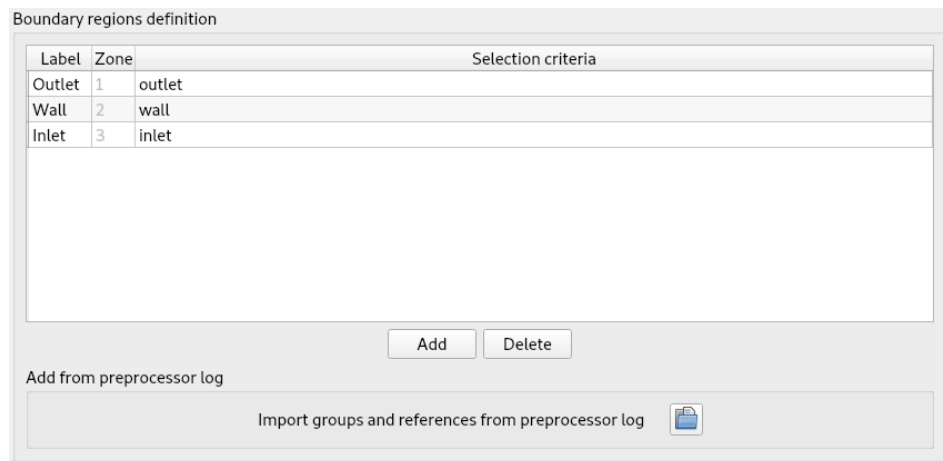 Boundary regions definition
Label Zone Selection criteria
Outlet 1 outlet
Wall 2 wall
Inlet 3 inlet
Add Delete
Add from preprocessor log
Import groups and references from preprocessor log